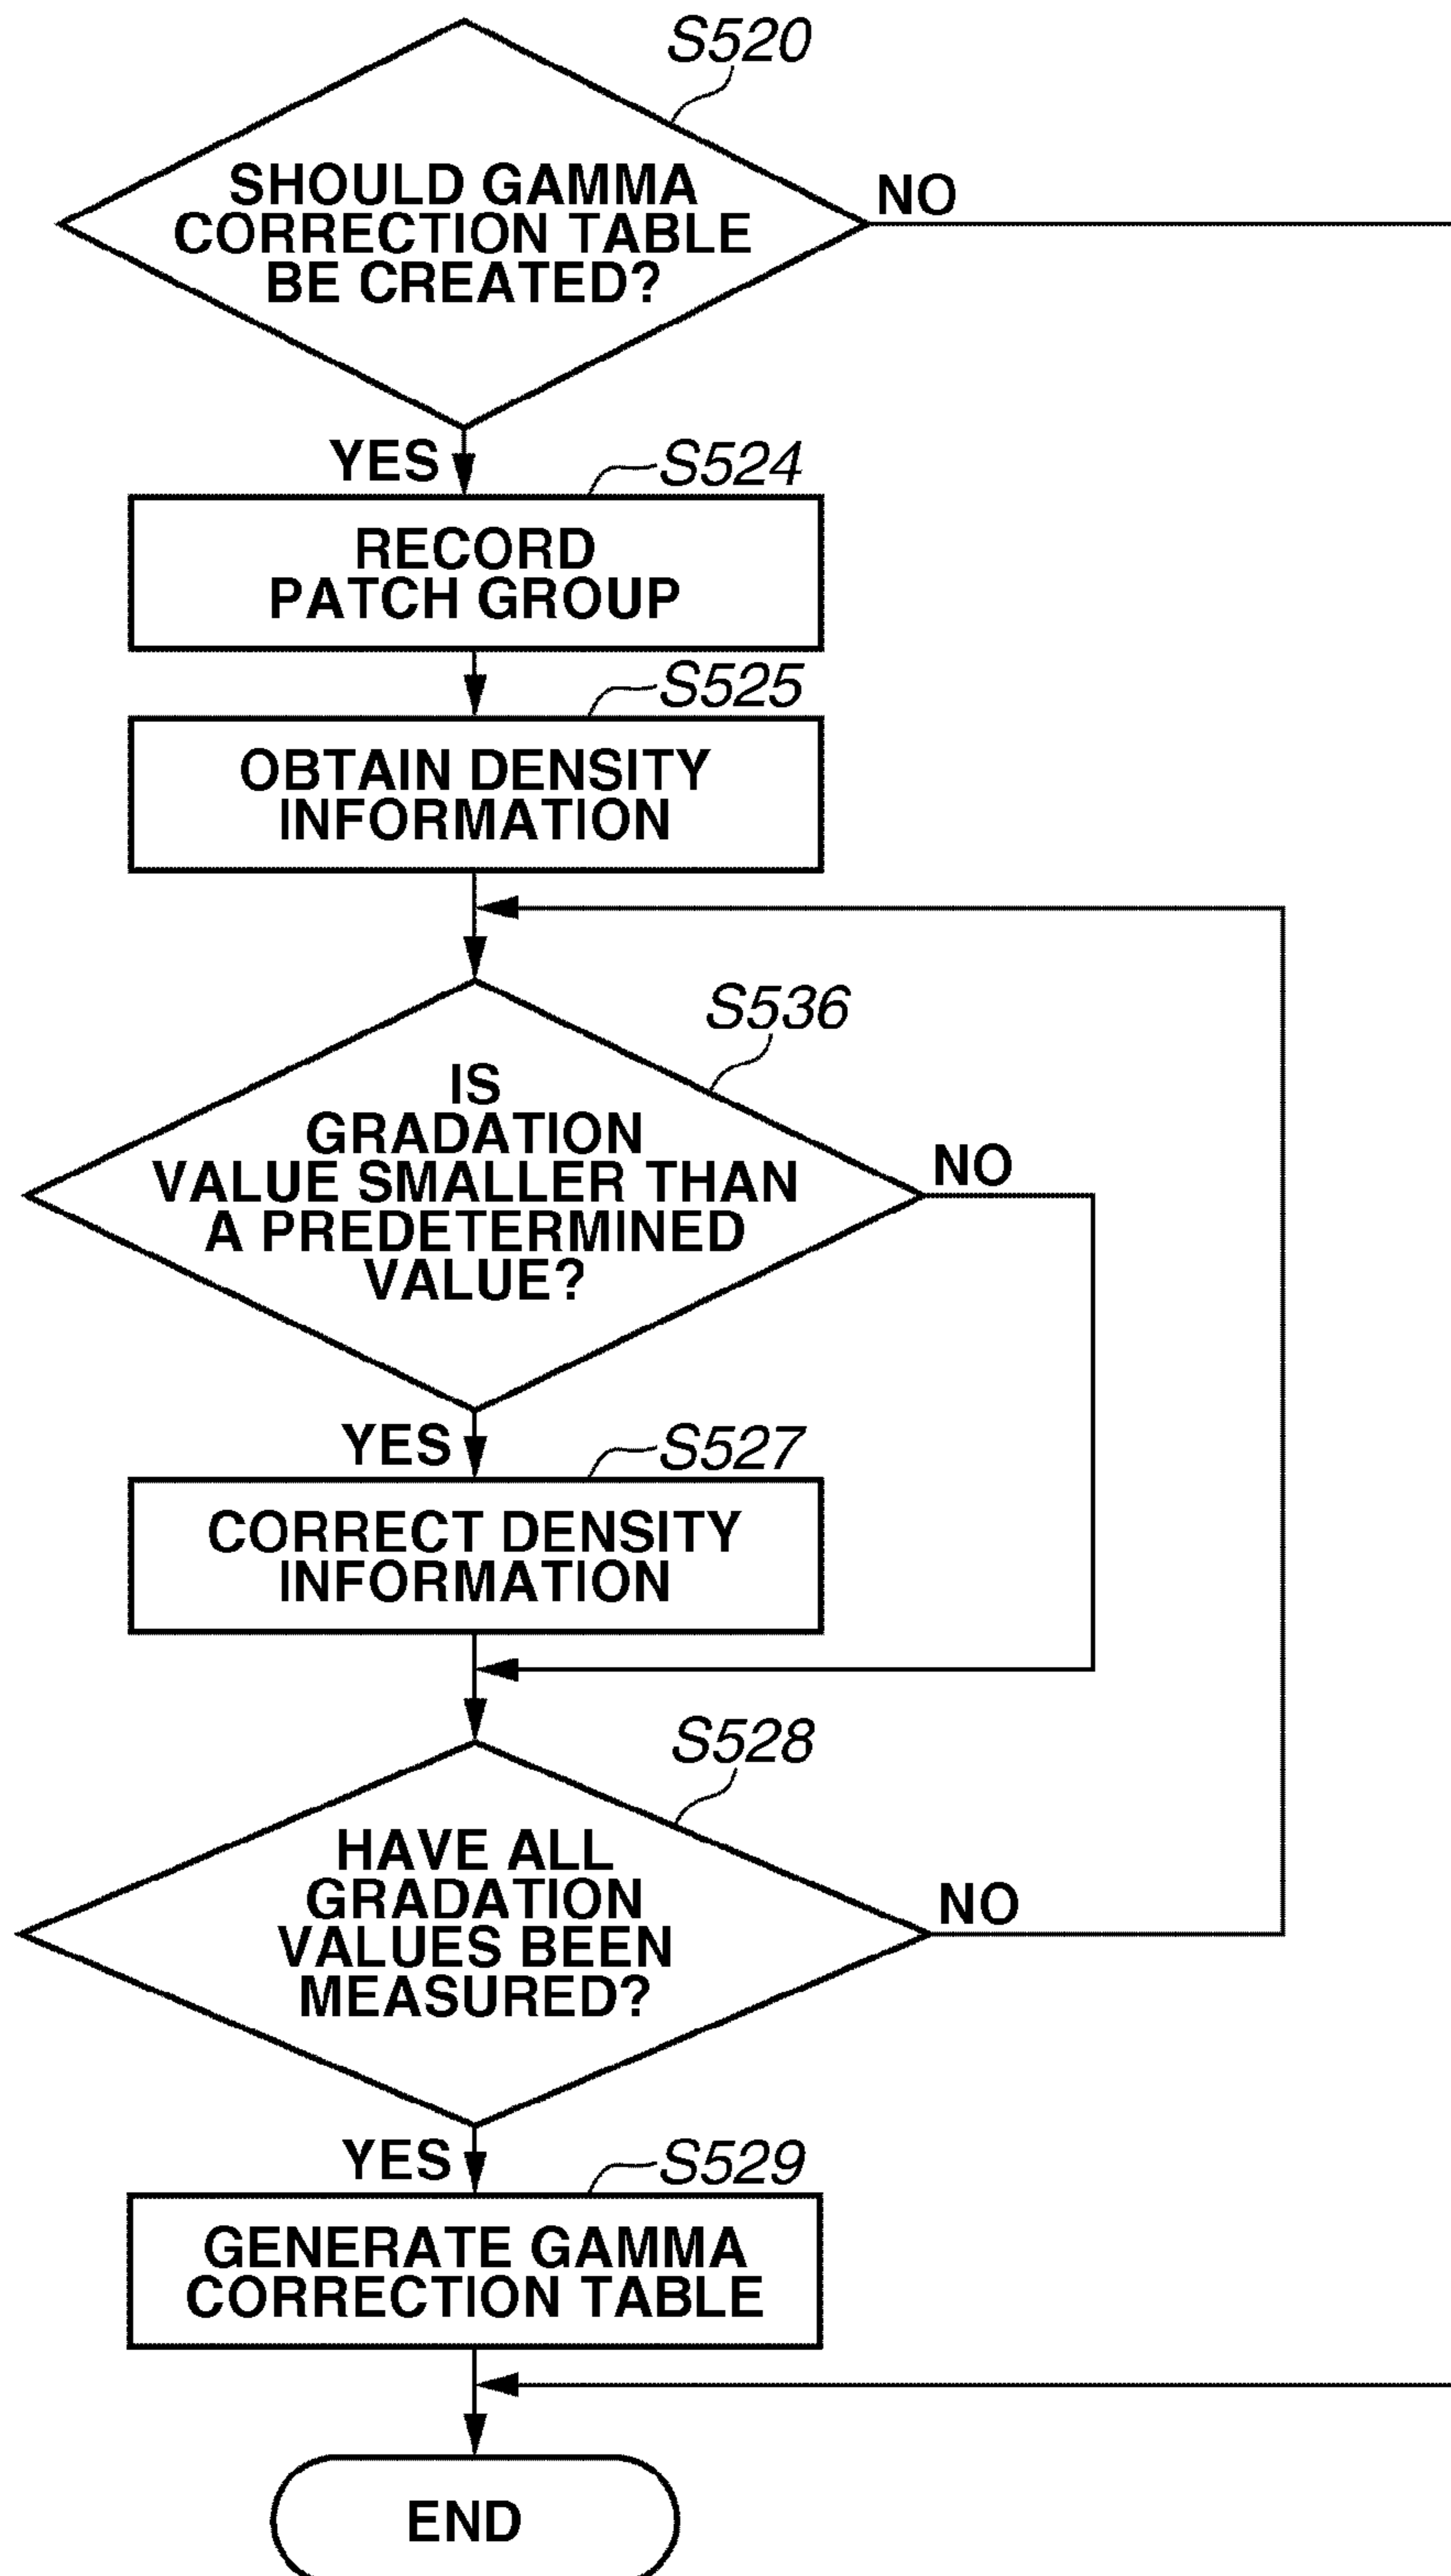 S520
SHOULD GAMMA
CORRECTION TABLE
BE CREATED?
NO
YES
S524
RECORD
PATCH GROUP
S525
OBTAIN DENSITY
INFORMATION
S536
IS
GRADATION
VALUE SMALLER THAN
A PREDETERMINED
VALUE?
NO
YES
S527
CORRECT DENSITY
INFORMATION
S528
HAVE ALL
GRADATION
VALUES BEEN
MEASURED?
NO
YES
S529
GENERATE GAMMA
CORRECTION TABLE
END